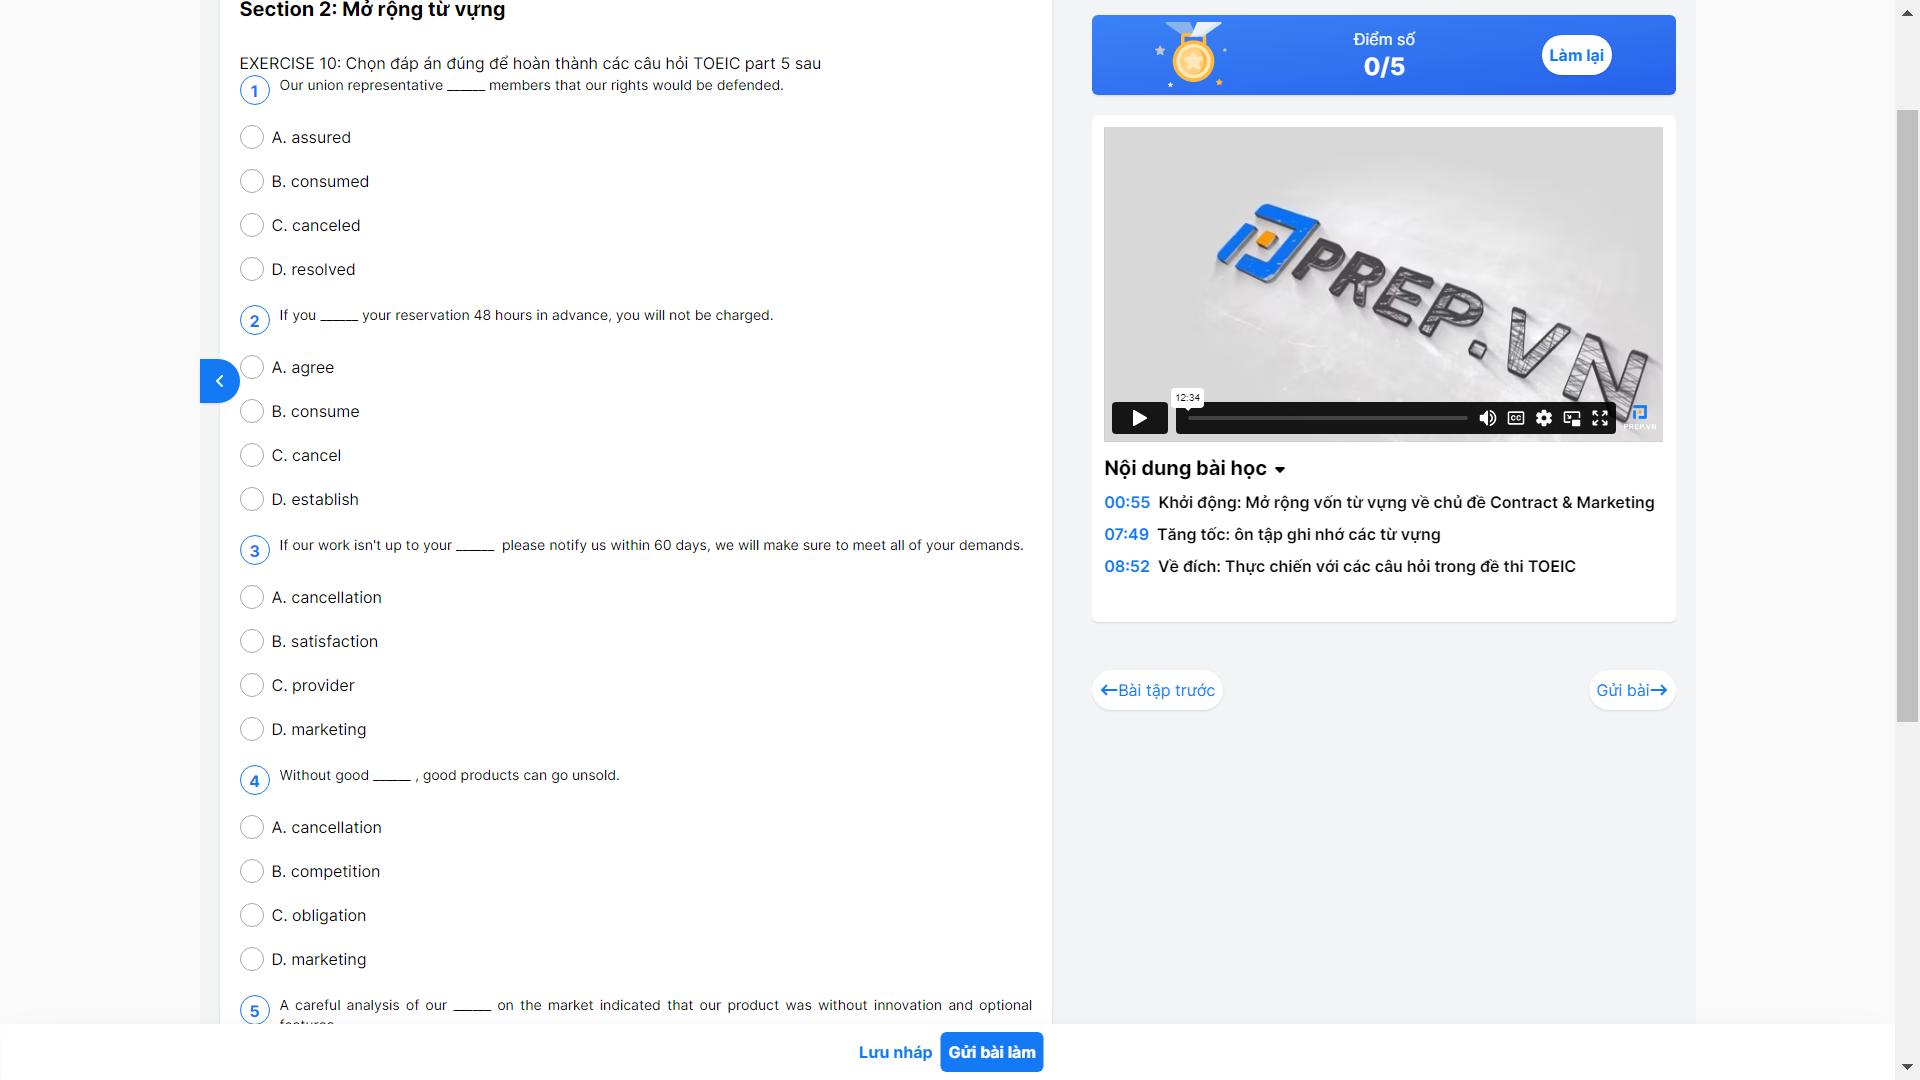 Section 2: Mở rộng từ vựng
EXERCISE 10: Chọn đáp án đúng để hoàn thành các câu hỏi TOEIC part 5 sau
1 Our union representative ______ members that our rights would be defended.
A. assured
B. consumed
C. canceled
D. resolved
2 If you ______ your reservation 48 hours in advance, you will not be charged.
A. agree
B. consume
C. cancel
D. establish
3 If our work isn't up to your ______ please notify us within 60 days, we will make sure to meet all of your demands.
A. cancellation
B. satisfaction
C. provider
D. marketing
4 Without good ______ , good products can go unsold.
A. cancellation
B. competition
C. obligation
D. marketing
5 A careful analysis of our ______ on the market indicated that our product was without innovation and optional
Lưu nháp
Gửi bài làm
Điểm số
0/5
Làm lại
PREP.VN
12:34
CC
PREP.VN
Nội dung bài học
00:55 Khởi động: Mở rộng vốn từ vựng về chủ đề Contract & Marketing
07:49 Tăng tốc: ôn tập ghi nhớ các từ vựng
08:52 Về đích: Thực chiến với các câu hỏi trong đề thi TOEIC
Bài tập trước
Gửi bài